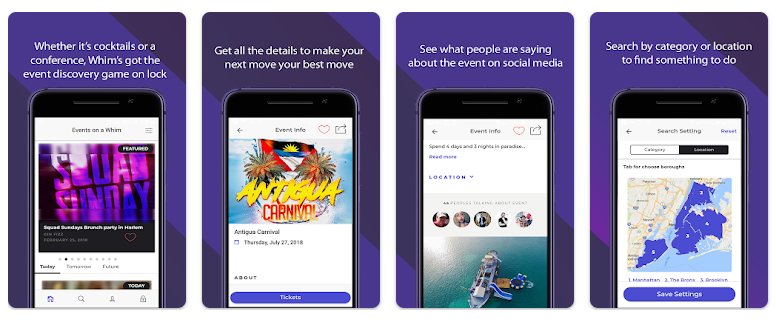 Whether it's cocktails or a
conference, Whim's got the
event discovery game on lock
Events on a Whim
FEATURED
SQUAD
SUNDAY
Squad Sundays Brunch party in Harlem
FEBRUARY 25, 2018
Today Tomorrow Future
TODAY
Get all the details to make your
next move your best move
Event Info
ANTIGUA
CARNIVAL
Antigua Carnival
Thursday, July 27, 2018
ABOUT
Tickets
See what people are saying
about the event on social media
Event Info
Spend 4 days and 3 nights in paradise...
Read more
LOCATION
PEOPLES TALKING ABOUT EVENT
Search by category or location
to find something to do
Search Setting Reset
Category Location
Tab for choose boroughs
1. Manhattan 2. The Bronx 3. Brooklyn
Save Settings